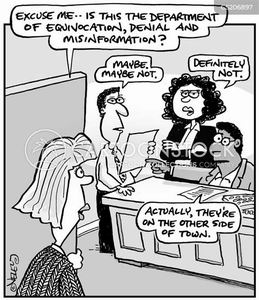 CS206897
EXCUSE ME-- IS THIS THE DEPARTMENT
OF EQUIVOCATION, DENIAL AND
MISINFORMATION?
MAYBE.
MAYBE NOT.
DEFINITELY
NOT.
ACTUALLY, THEY'RE
ON THE OTHER SIDE
OF TOWN.